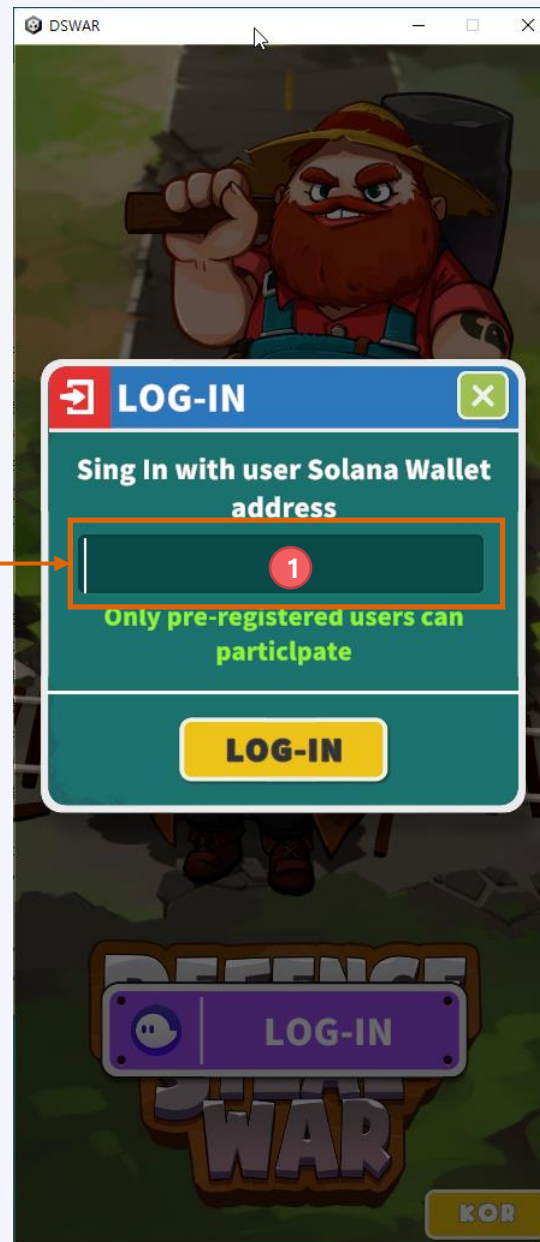 DSWAR
LOG-IN
Sing In with user Solana Wallet
address
1
Only pre-registered users can
particlpate
LOG-IN
DEFENCE
LOG-IN
STEAL
WAR
KOR